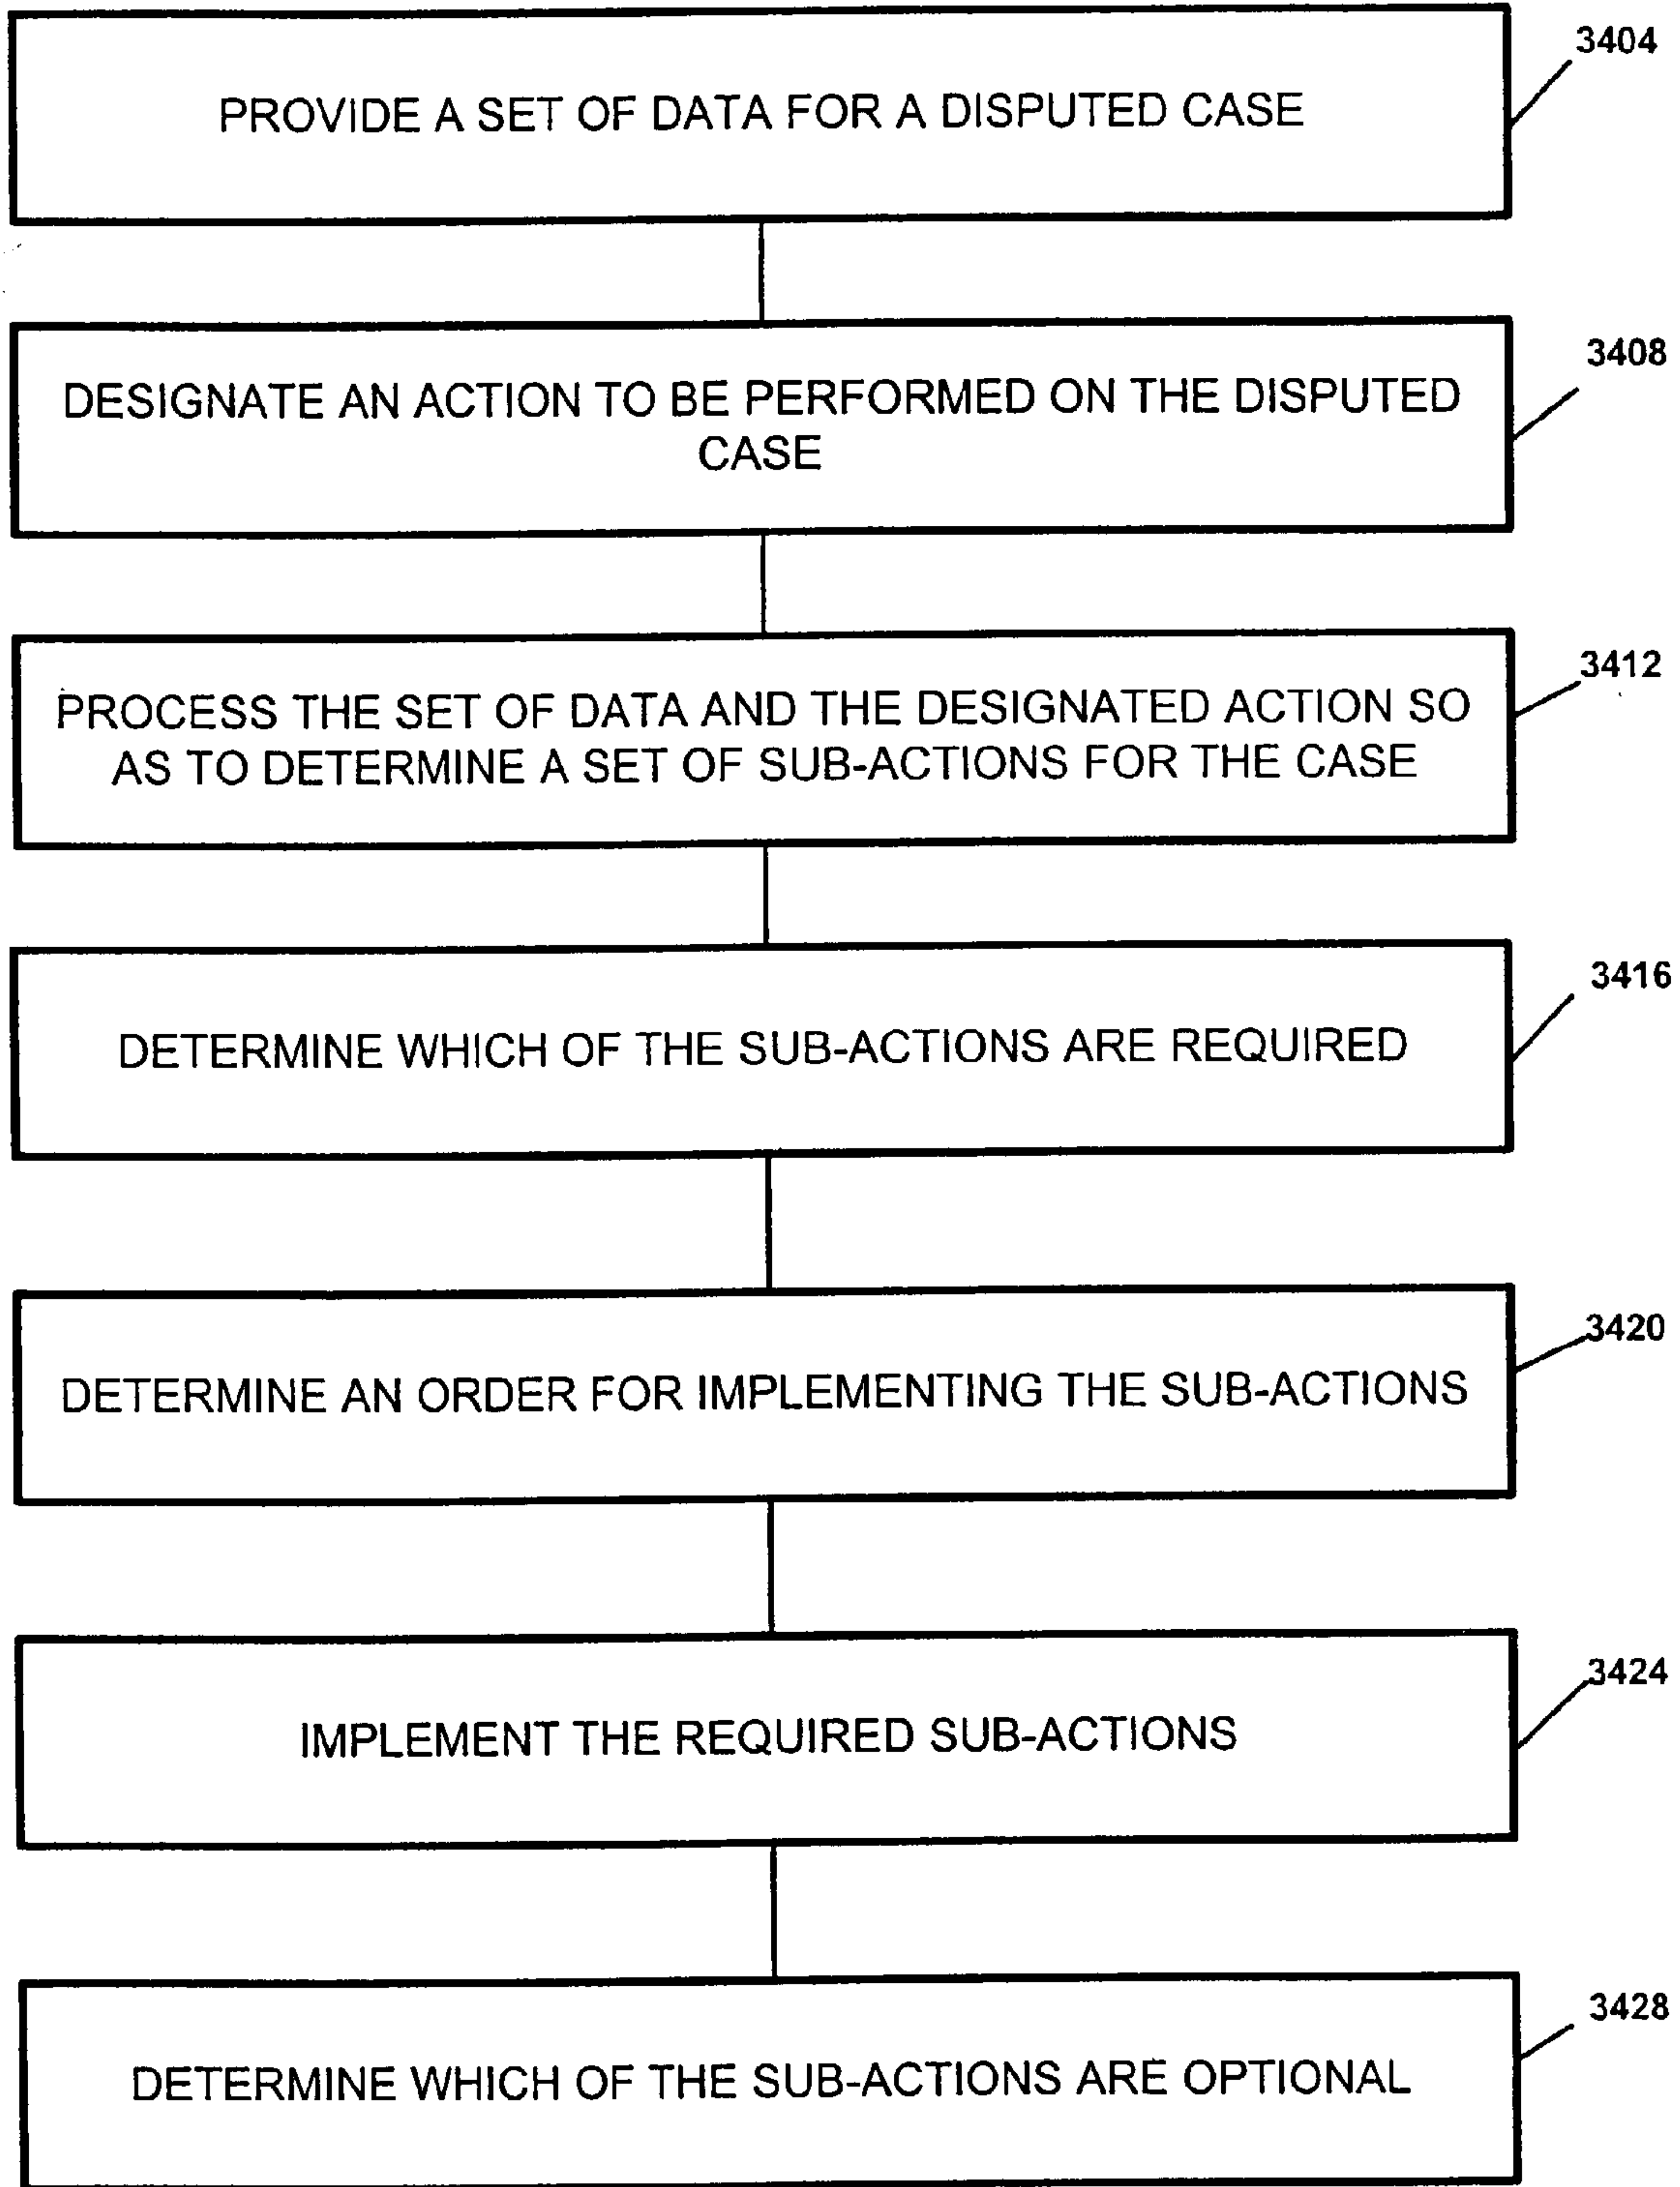 3404
PROVIDE A SET OF DATA FOR A DISPUTED CASE
3408
DESIGNATE AN ACTION TO BE PERFORMED ON THE DISPUTED
CASE
3412
PROCESS THE SET OF DATA AND THE DESIGNATED ACTION SO
AS TO DETERMINE A SET OF SUB-ACTIONS FOR THE CASE
3416
DETERMINE WHICH OF THE SUB-ACTIONS ARE REQUIRED
3420
DETERMINE AN ORDER FOR IMPLEMENTING THE SUB-ACTIONS
3424
IMPLEMENT THE REQUIRED SUB-ACTIONS
3428
DETERMINE WHICH OF THE SUB-ACTIONS ARE OPTIONAL